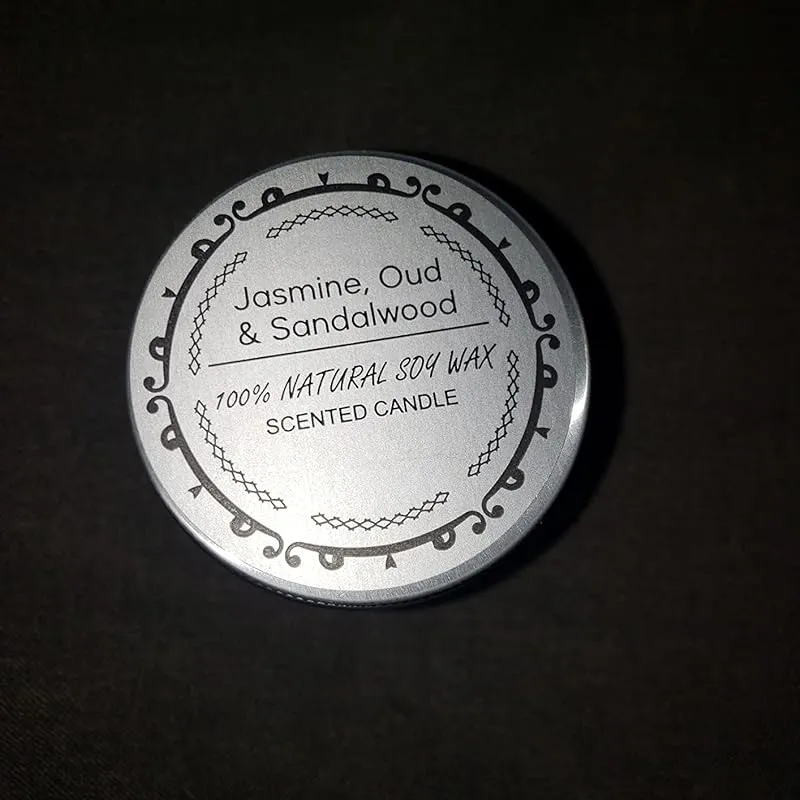 Jasmine, Oud
& Sandalwood
100% NATURAL SOY WAX
SCENTED CANDLE